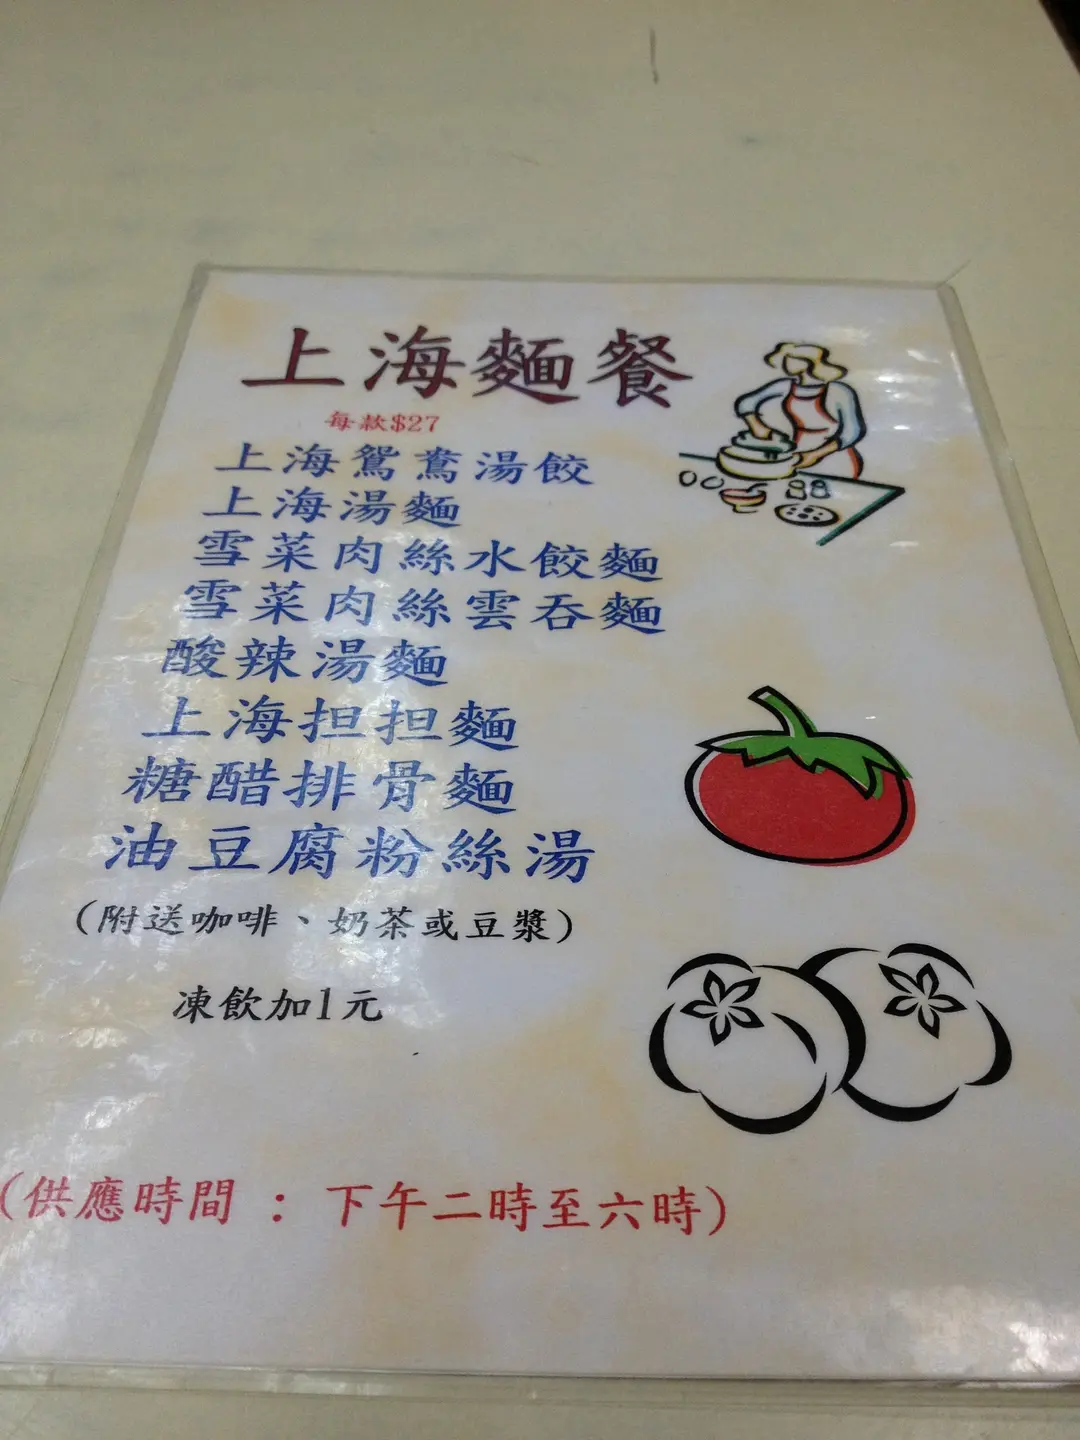 上海麵餐
每款$27
上海鴛鴦湯餃
上海湯麵
雪菜肉絲水餃麵
雪菜肉絲雲吞麵
酸辣湯麵
上海担担麵
糖醋排骨麵
油豆腐粉絲湯
(附送咖啡、奶茶或豆漿)
凍飲加1元
(供應時間 : 下午二時至六時)